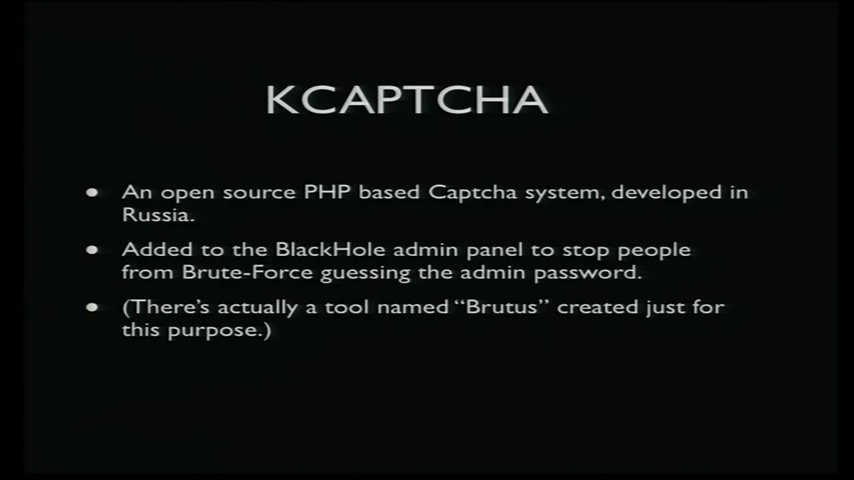 KCAPTCHA
• An open source PHP based Captcha system, developed in
Russia.
• Added to the BlackHole admin panel to stop people
from Brute-Force guessing the admin password.
• (There's actually a tool named “Brutus” created just for
this purpose.)